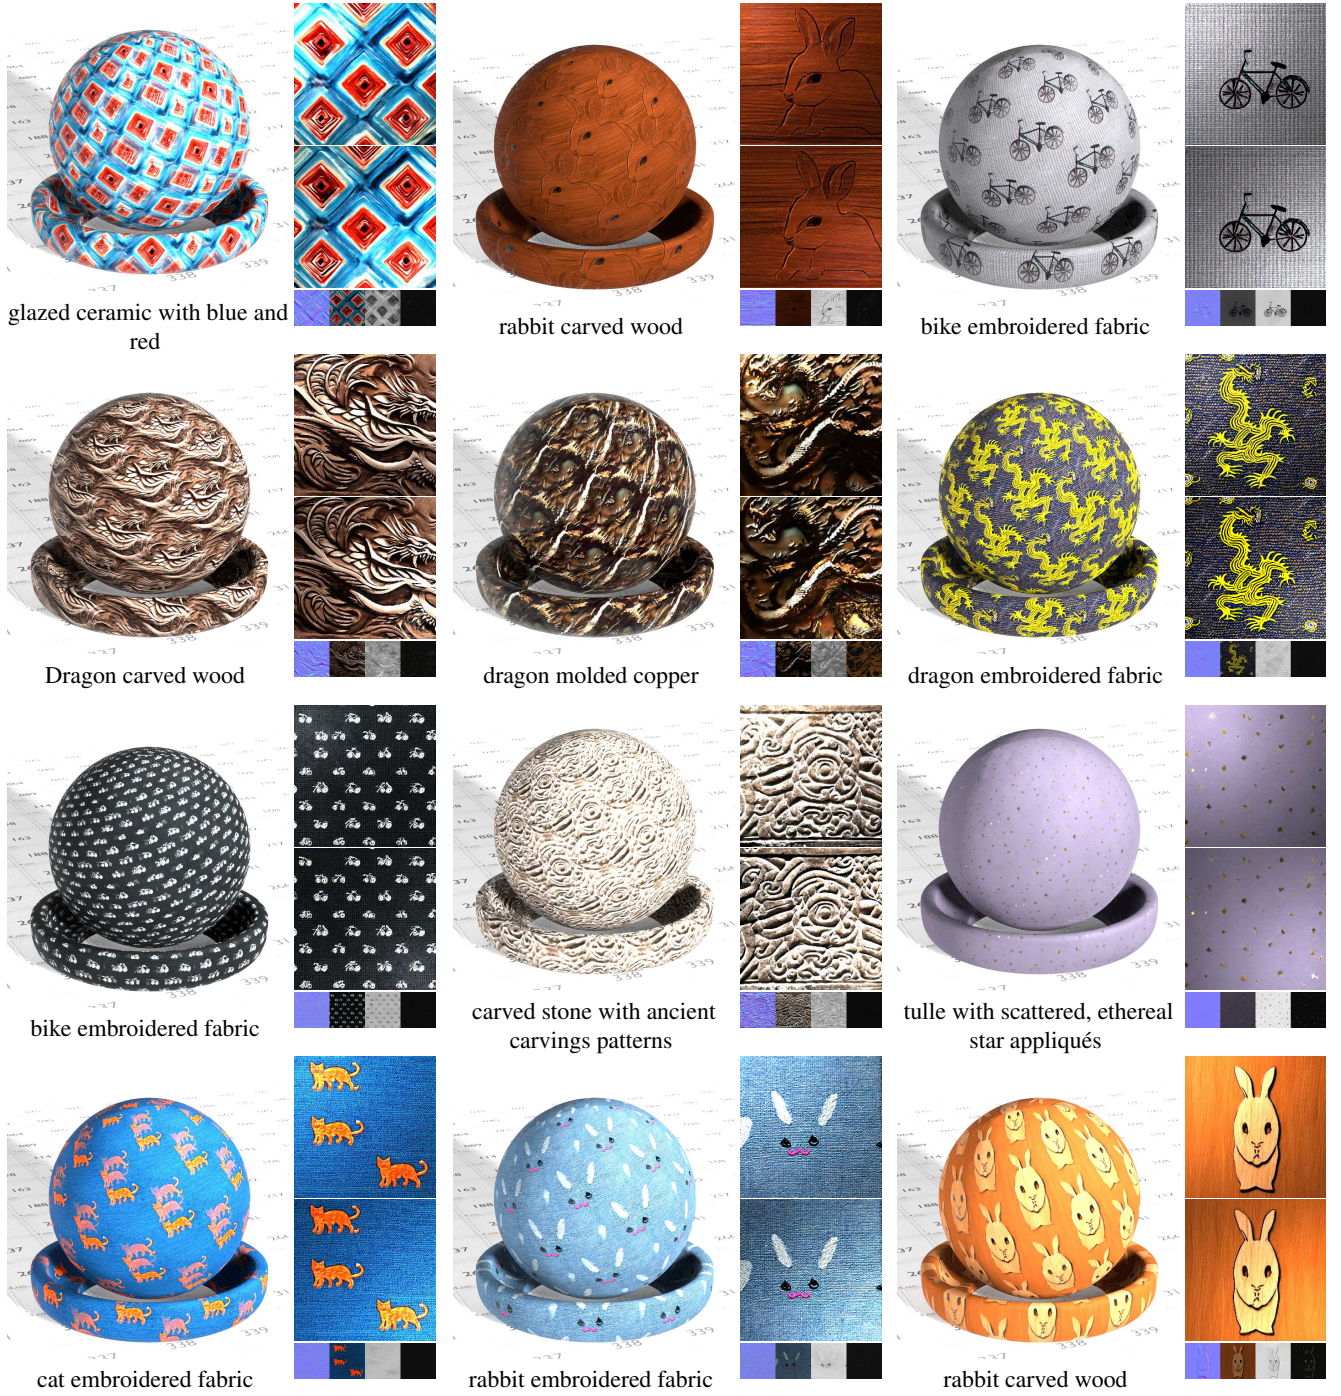 glazed ceramic with blue and
red
rabbit carved wood
bike embroidered fabric
Dragon carved wood
dragon molded copper
dragon embroidered fabric
bike embroidered fabric
carved stone with ancient
carvings patterns
tulle with scattered, ethereal
star appliqués
cat embroidered fabric
rabbit embroidered fabric
rabbit carved wood